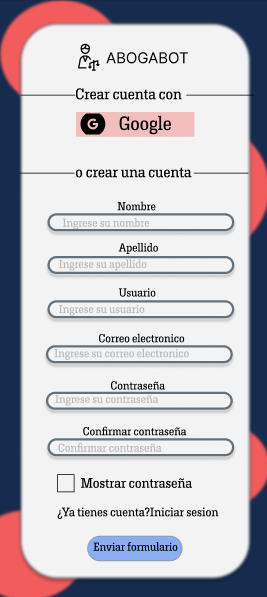 ABOGABOT
Crear cuenta con
G Google
o crear una cuenta
Nombre
Ingrese su nombre
Apellido
Ingrese su apellido
Usuario
Ingrese su usuario
Correo electronico
Ingrese su correo electronico
Contraseña
Ingrese su contraseña
Confirmar contraseña
Confirmar contraseña
Mostrar contraseña
¿Ya tienes cuenta?Iniciar sesion
Enviar formulario